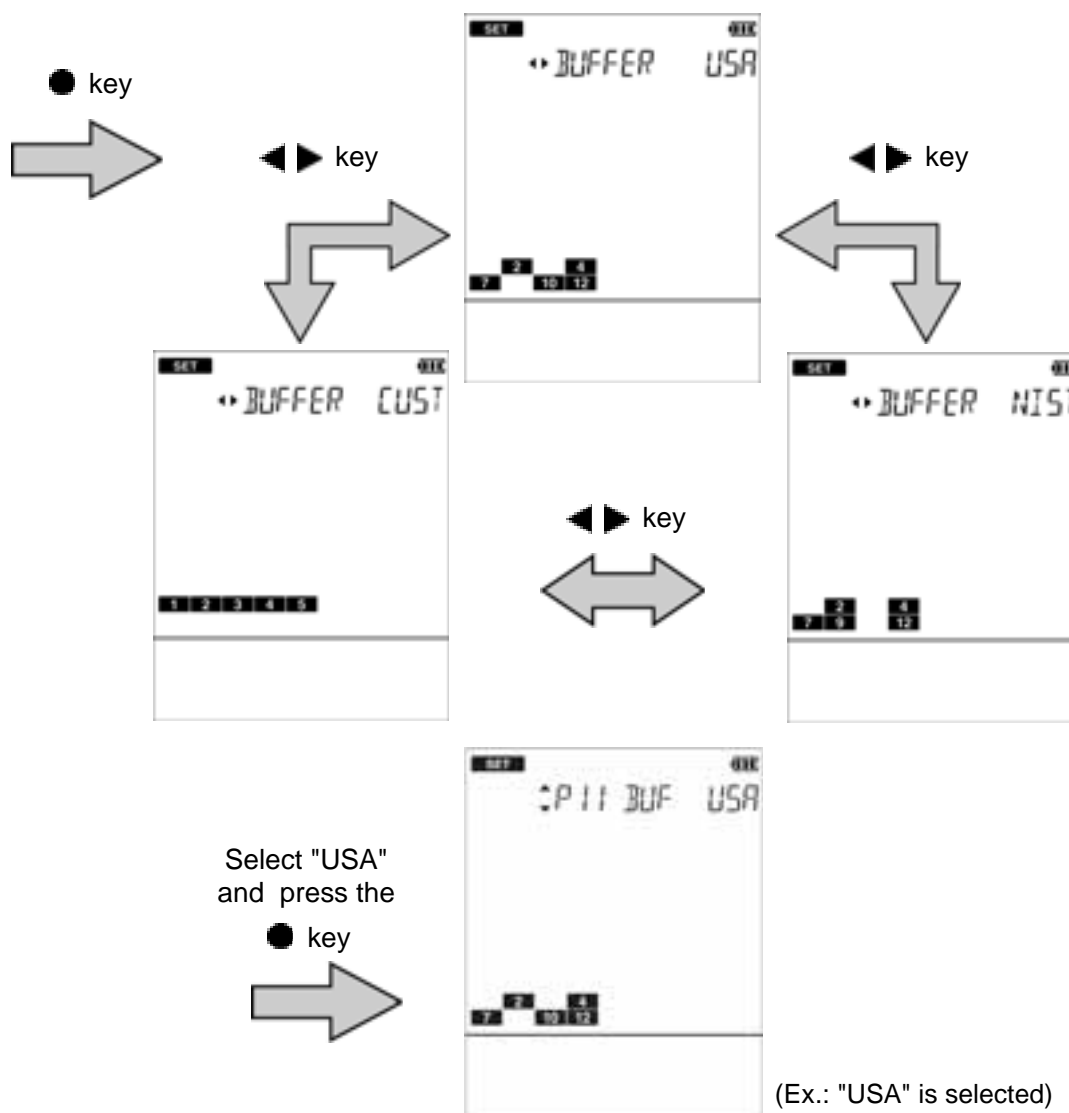 SET
BUFFER USA
● key
◀ ▶ key
◀ ▶ key
2 4
7 10 12
SET
BUFFER CUST
SET
BUFFER NIST
◀ ▶ key
1 2 3 4 5
2 4
7 9 12
SET
P11 BUF USA
Select "USA"
and press the
● key
2 4
7 10 12
(Ex.: "USA" is selected)